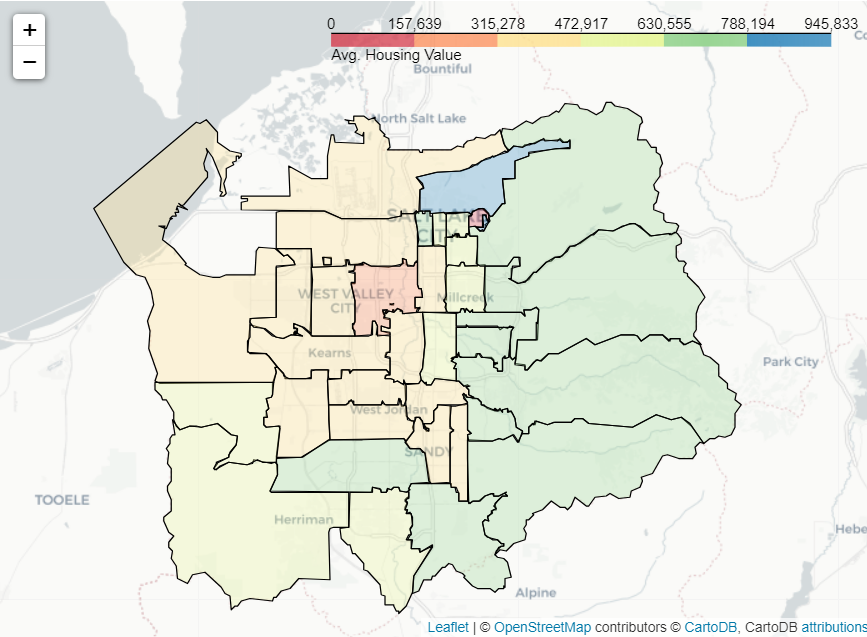 +
−
0 157,639 315,278 472,917 630,555 788,194 945,833
Avg. Housing Value
Bountiful
North Salt Lake
SALT LAKE
CITY
WEST VALLEY
CITY
Millcreek
Kearns
Park City
West Jordan
SANDY
TOOELE
Herriman
Alpine
Leaflet | © OpenStreetMap contributors © CartoDB, CartoDB attributions